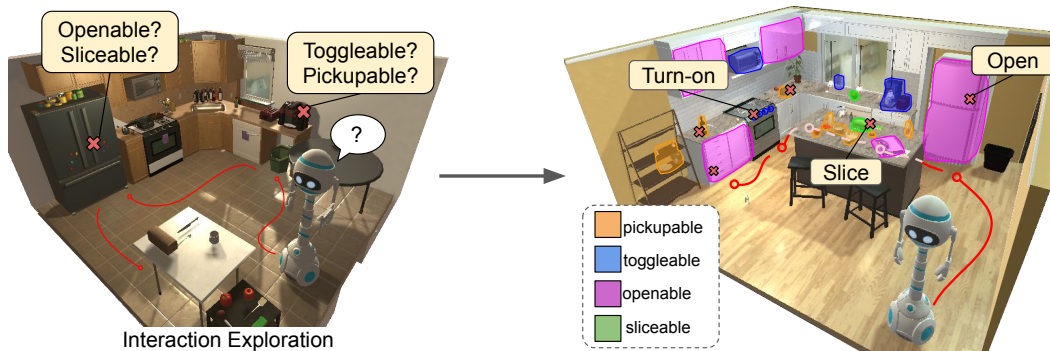 Openable?
Sliceable?
Toggleable?
Pickupable?
?
Interaction Exploration
Turn-on
Open
Slice
pickupable
toggleable
openable
sliceable